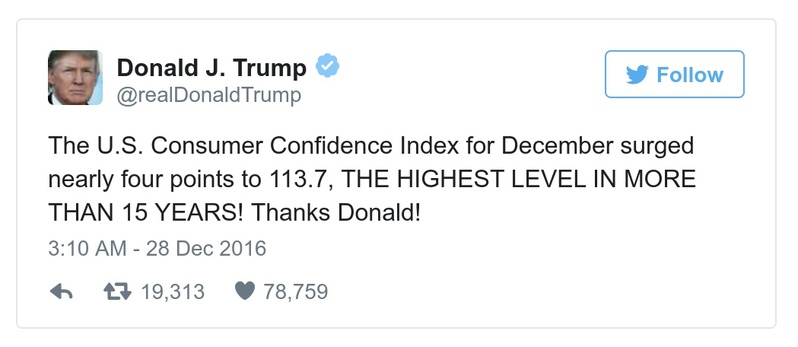 Donald J. Trump
@realDonaldTrump
Follow
The U.S. Consumer Confidence Index for December surged
nearly four points to 113.7, THE HIGHEST LEVEL IN MORE
THAN 15 YEARS! Thanks Donald!
3:10 AM - 28 Dec 2016
19,313 78,759